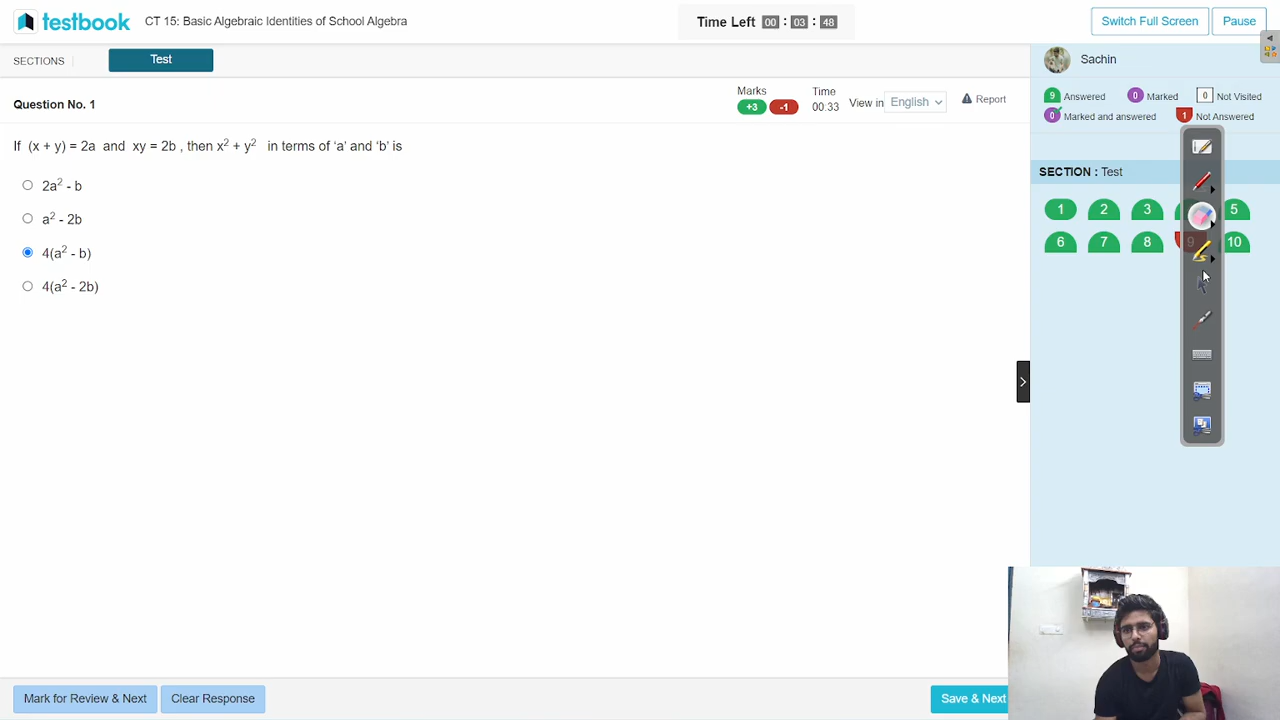 testbook
CT 15: Basic Algebraic Identities of School Algebra
Time Left 00 : 03 : 48
Switch Full Screen
Pause
SECTIONS
Test
Sachin
Question No. 1
Marks
+3 -1
Time
00:33
View in English
Report
9 Answered
0 Marked
0 Not Visited
0 Marked and answered
1 Not Answered
If (x + y) = 2a and xy = 2b , then x² + y² in terms of ‘a’ and ‘b’ is
2a² - b
a² - 2b
4(a² - b)
4(a² - 2b)
SECTION : Test
1 2 3 5
6 7 8 9 10
Mark for Review & Next
Clear Response
Save & Next